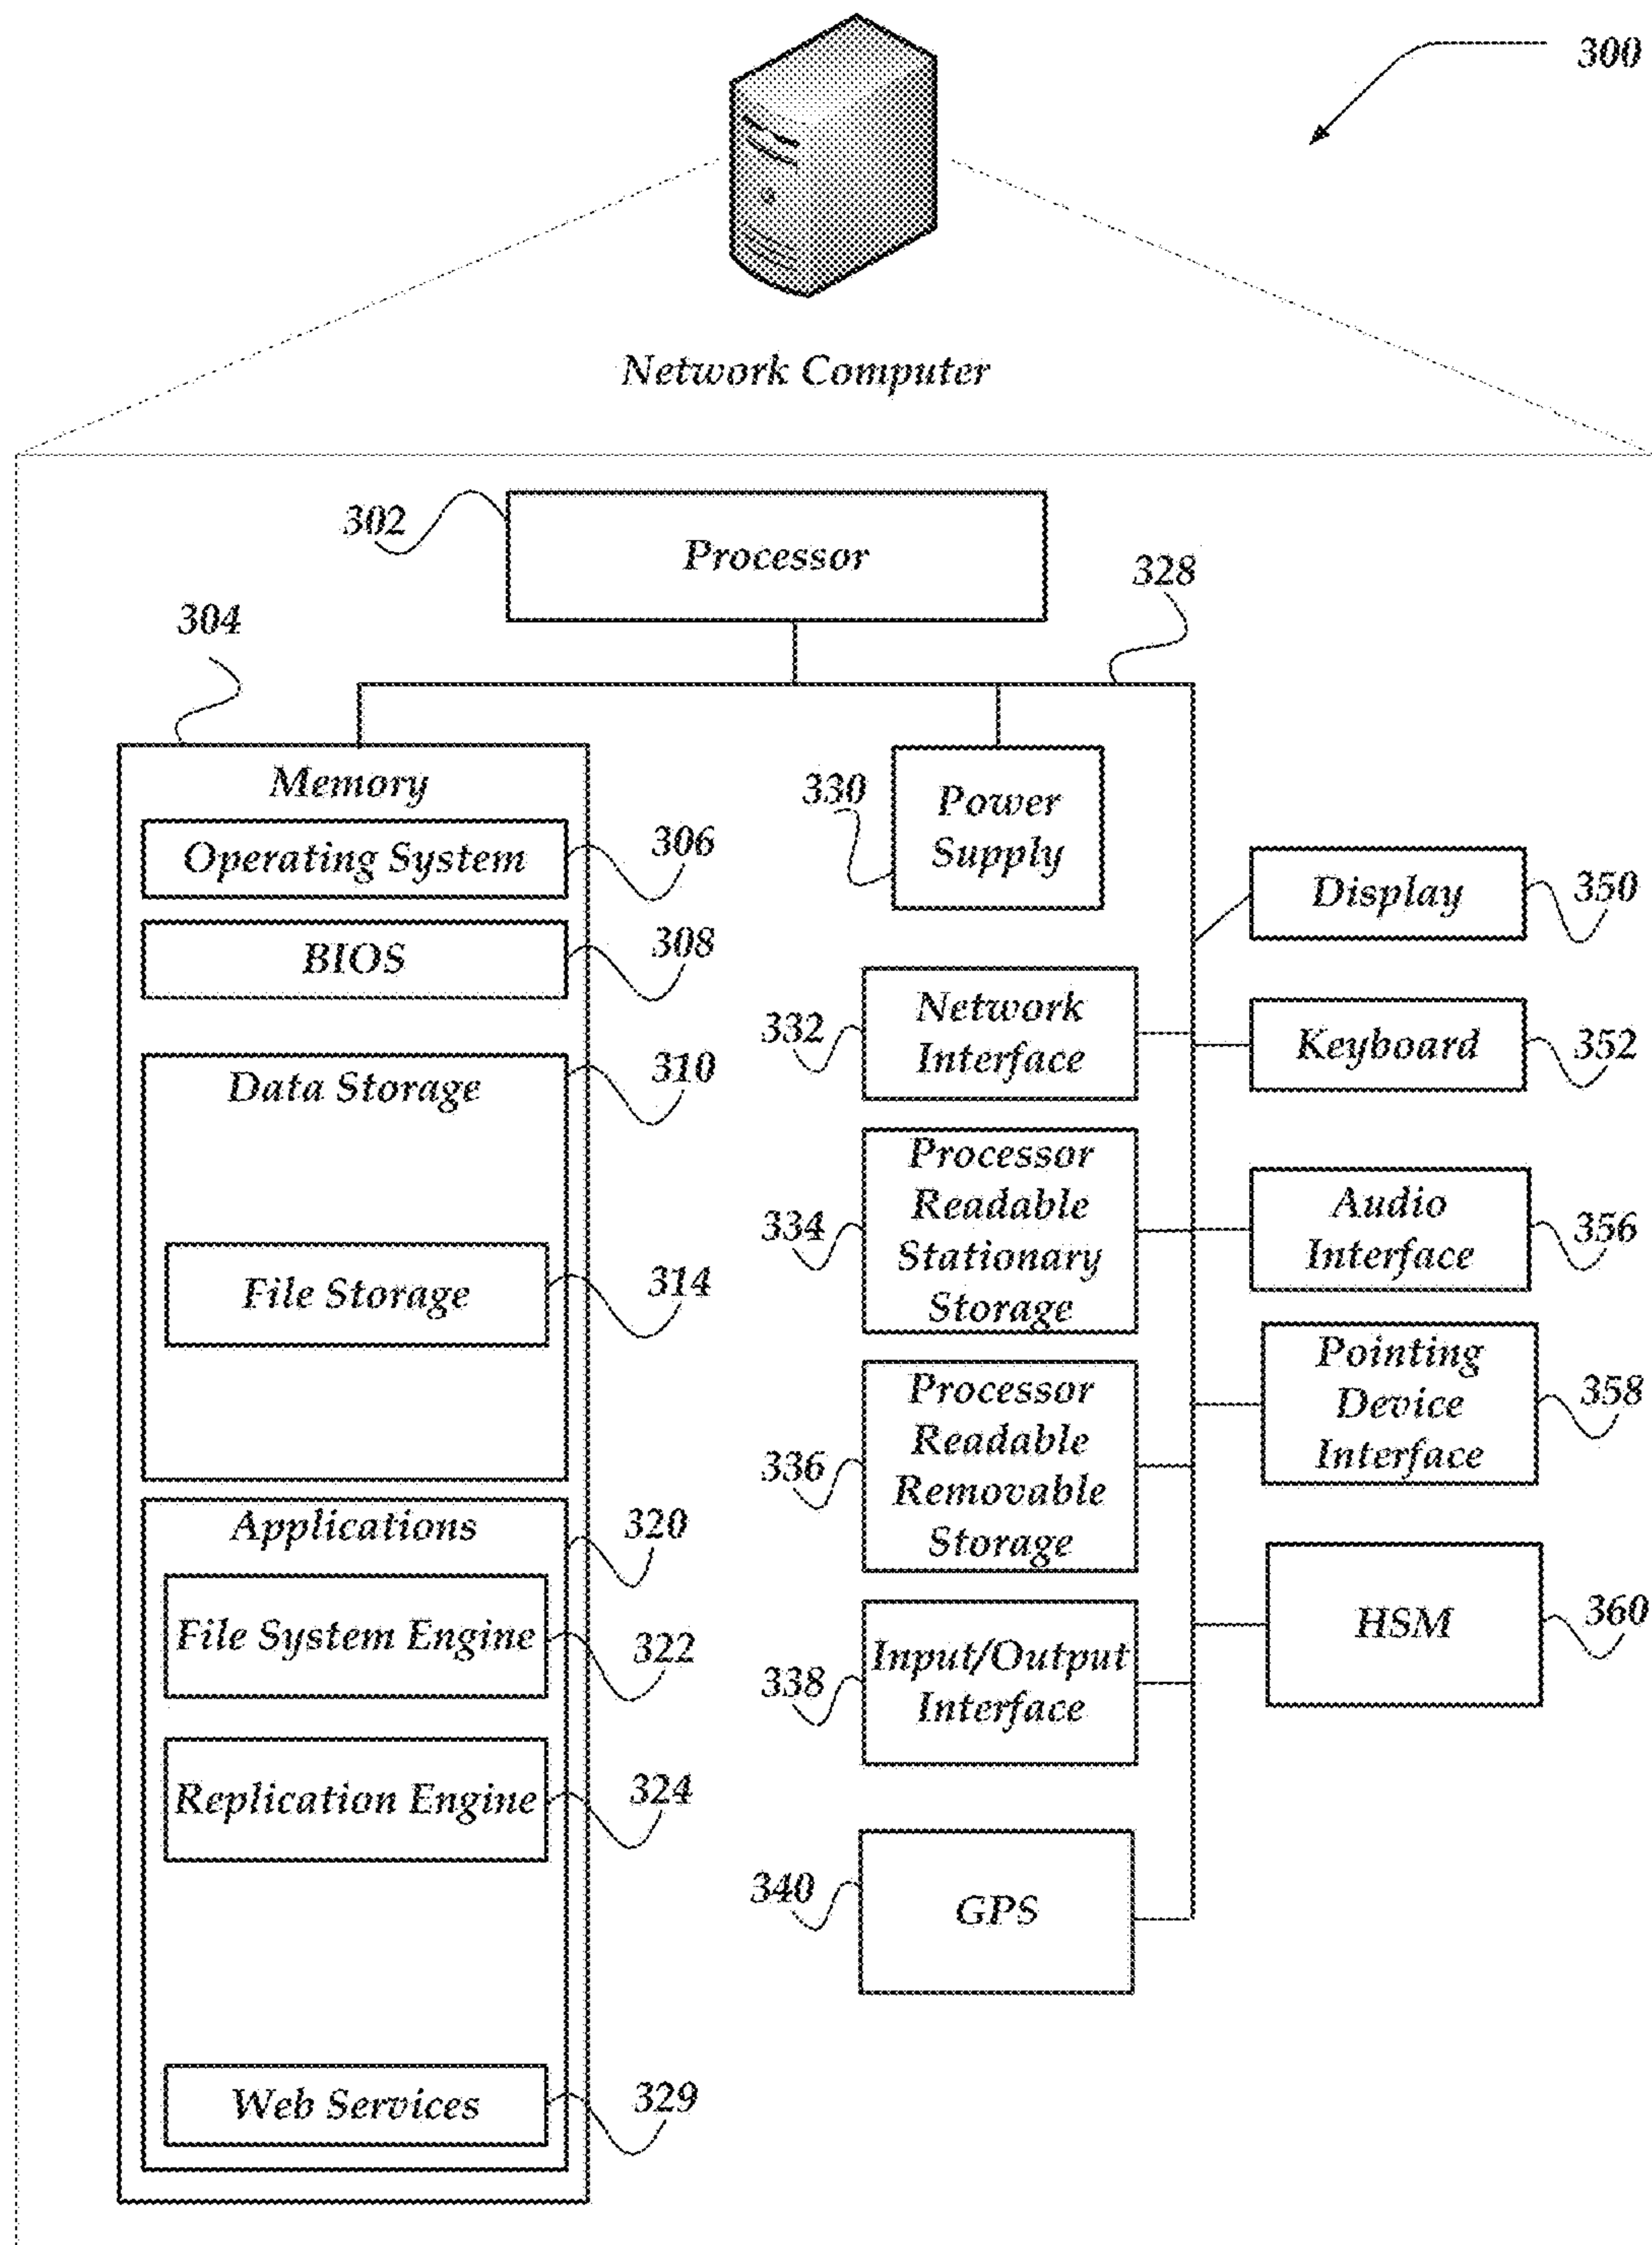 300
Network Computer
302
Processor
328
304
Memory
Operating System
306
BIOS
308
Data Storage
310
File Storage
314
Applications
320
File System Engine
322
Replication Engine
324
Web Services
329
330
Power
Supply
332
Network
Interface
334
Processor
Readable
Stationary
Storage
336
Processor
Readable
Removable
Storage
338
Input/Output
Interface
340
GPS
Display
350
Keyboard
352
Audio
Interface
356
Pointing
Device
Interface
358
HSM
360